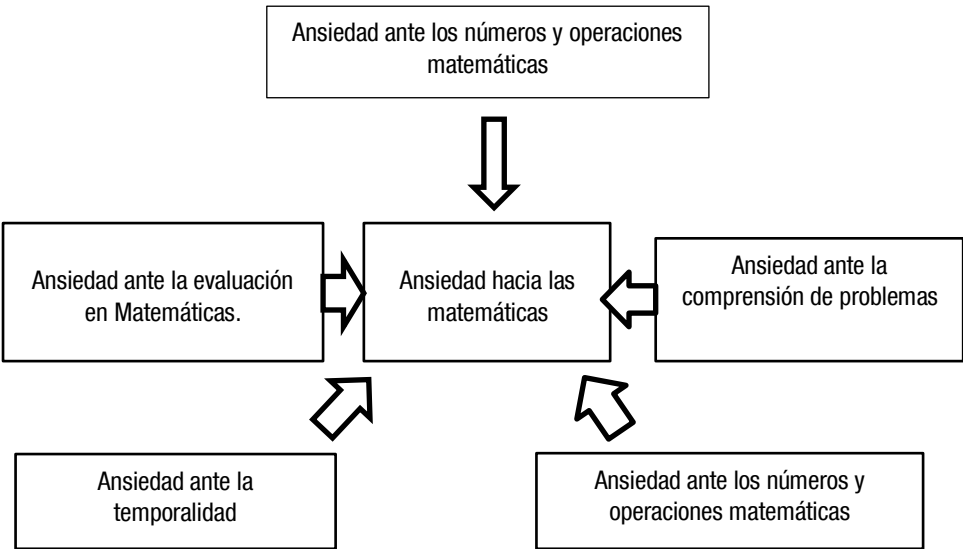 Ansiedad ante los números y operaciones
matemáticas
Ansiedad ante la evaluación
en Matemáticas.
Ansiedad hacia las
matemáticas
Ansiedad ante la
comprensión de problemas
Ansiedad ante la
temporalidad
Ansiedad ante los números y
operaciones matemáticas